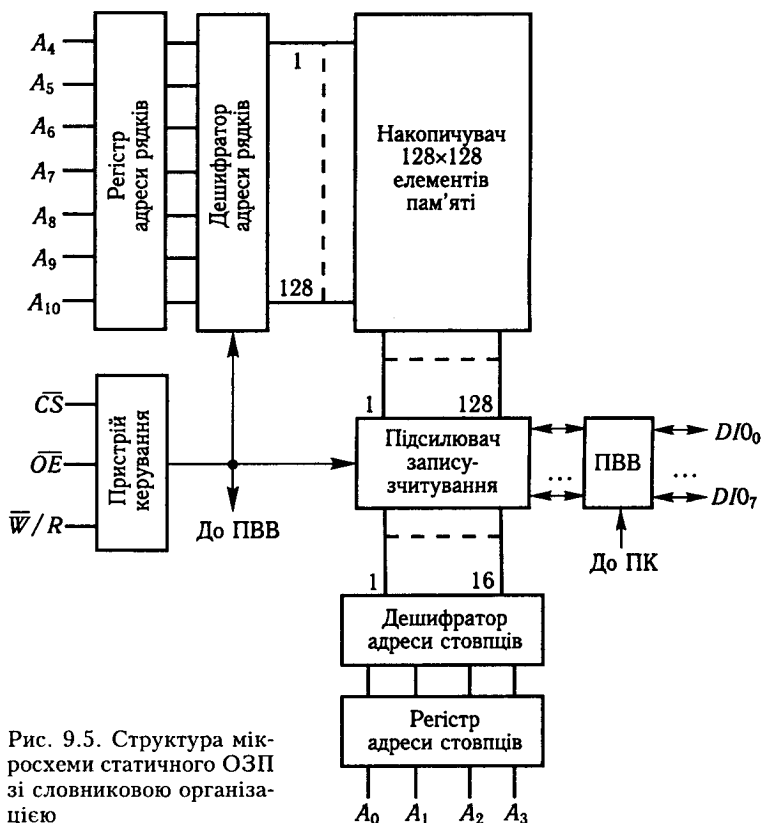 A4
A5
A6
A7
A8
A9
A10
Регістр
адреси рядків
Дешифратор
адреси рядків
1
128
Накопичувач
128×128
елементів
пам'яті
CS
OE
W/R
Пристрій
керування
До ПВВ
1
128
Підсилювач
запису-
зчитування
...
ПВВ
DI0₀
...
DI0₇
До ПК
1
16
Дешифратор
адреси стовпців
Регістр
адреси стовпців
A0 A1 A2 A3
Рис. 9.5. Структура мік-
росхеми статичного ОЗП
зі словниковою організа-
цією